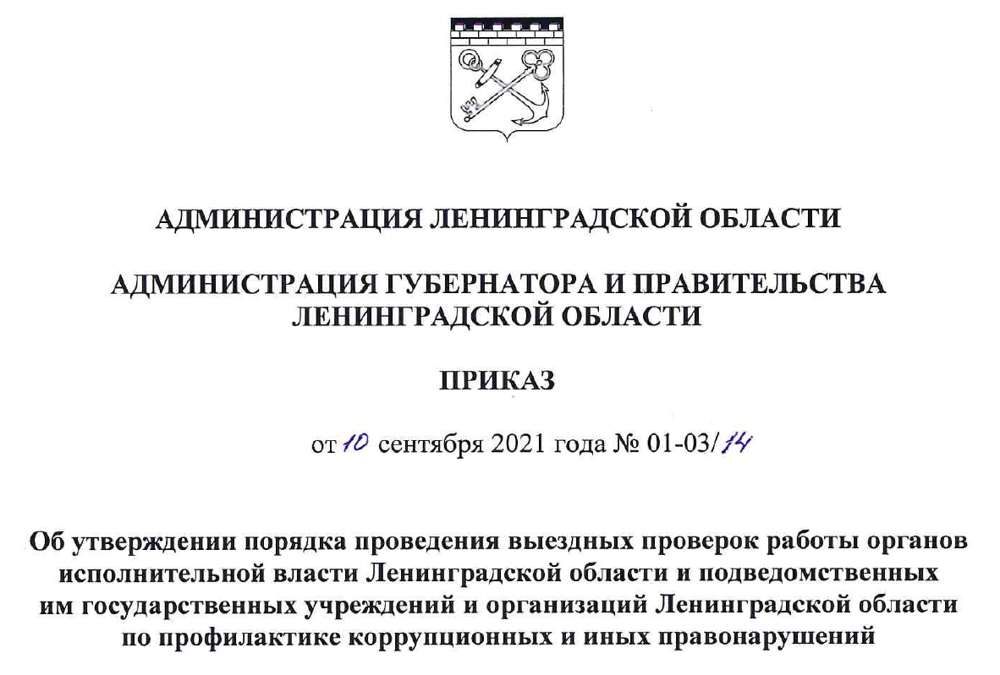 АДМИНИСТРАЦИЯ ЛЕНИНГРАДСКОЙ ОБЛАСТИ
АДМИНИСТРАЦИЯ ГУБЕРНАТОРА И ПРАВИТЕЛЬСТВА
ЛЕНИНГРАДСКОЙ ОБЛАСТИ
ПРИКАЗ
от 10 сентября 2021 года № 01-03/14
Об утверждении порядка проведения выездных проверок работы органов
исполнительной власти Ленинградской области и подведомственных
им государственных учреждений и организаций Ленинградской области
по профилактике коррупционных и иных правонарушений